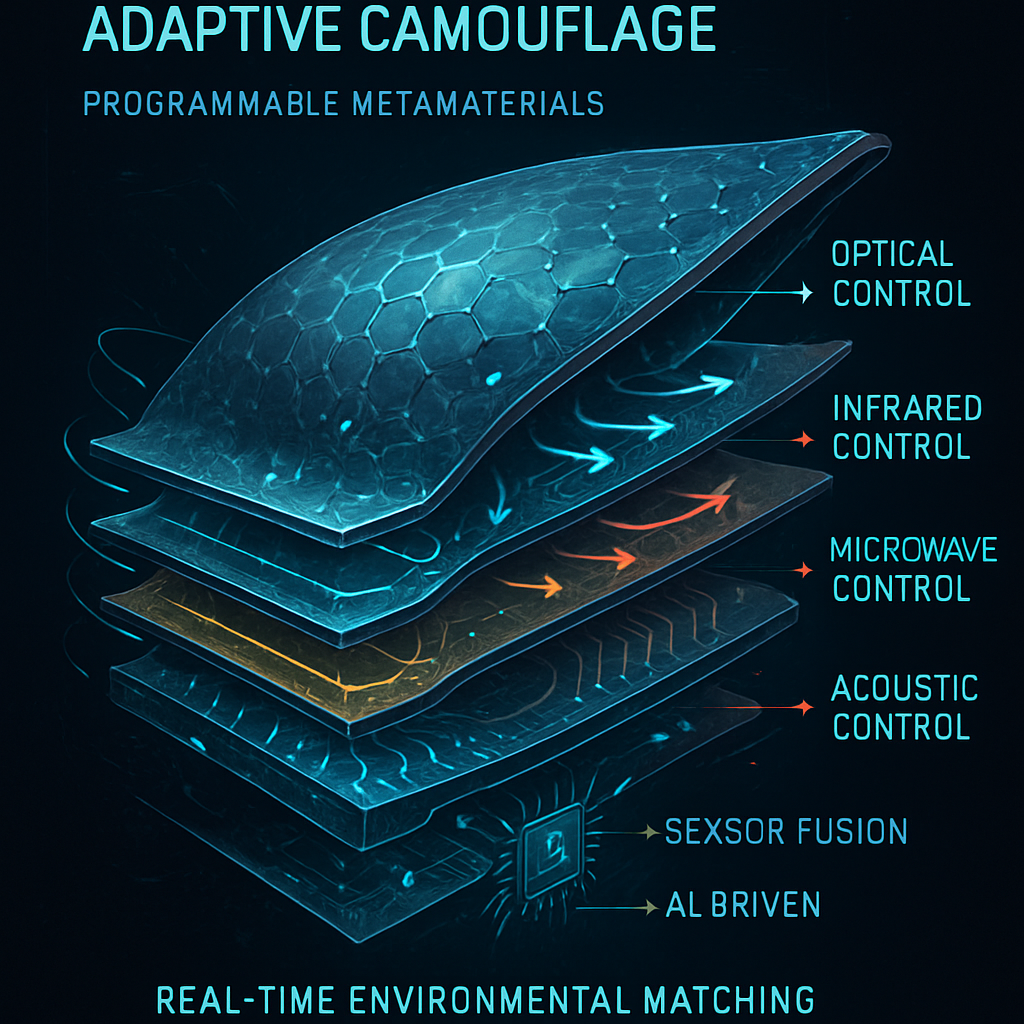 ADAPTIVE CAMOUFLAGE
PROGRAMMABLE METAMATERIALS
OPTICAL
CONTROL
INFRARED
CONTROL
MICROWAVE
CONTROL
ACOUSTIC
CONTROL
SEXSOR FUSION
AL BRIVEN
REAL-TIME ENVIRONMENTAL MATCHING